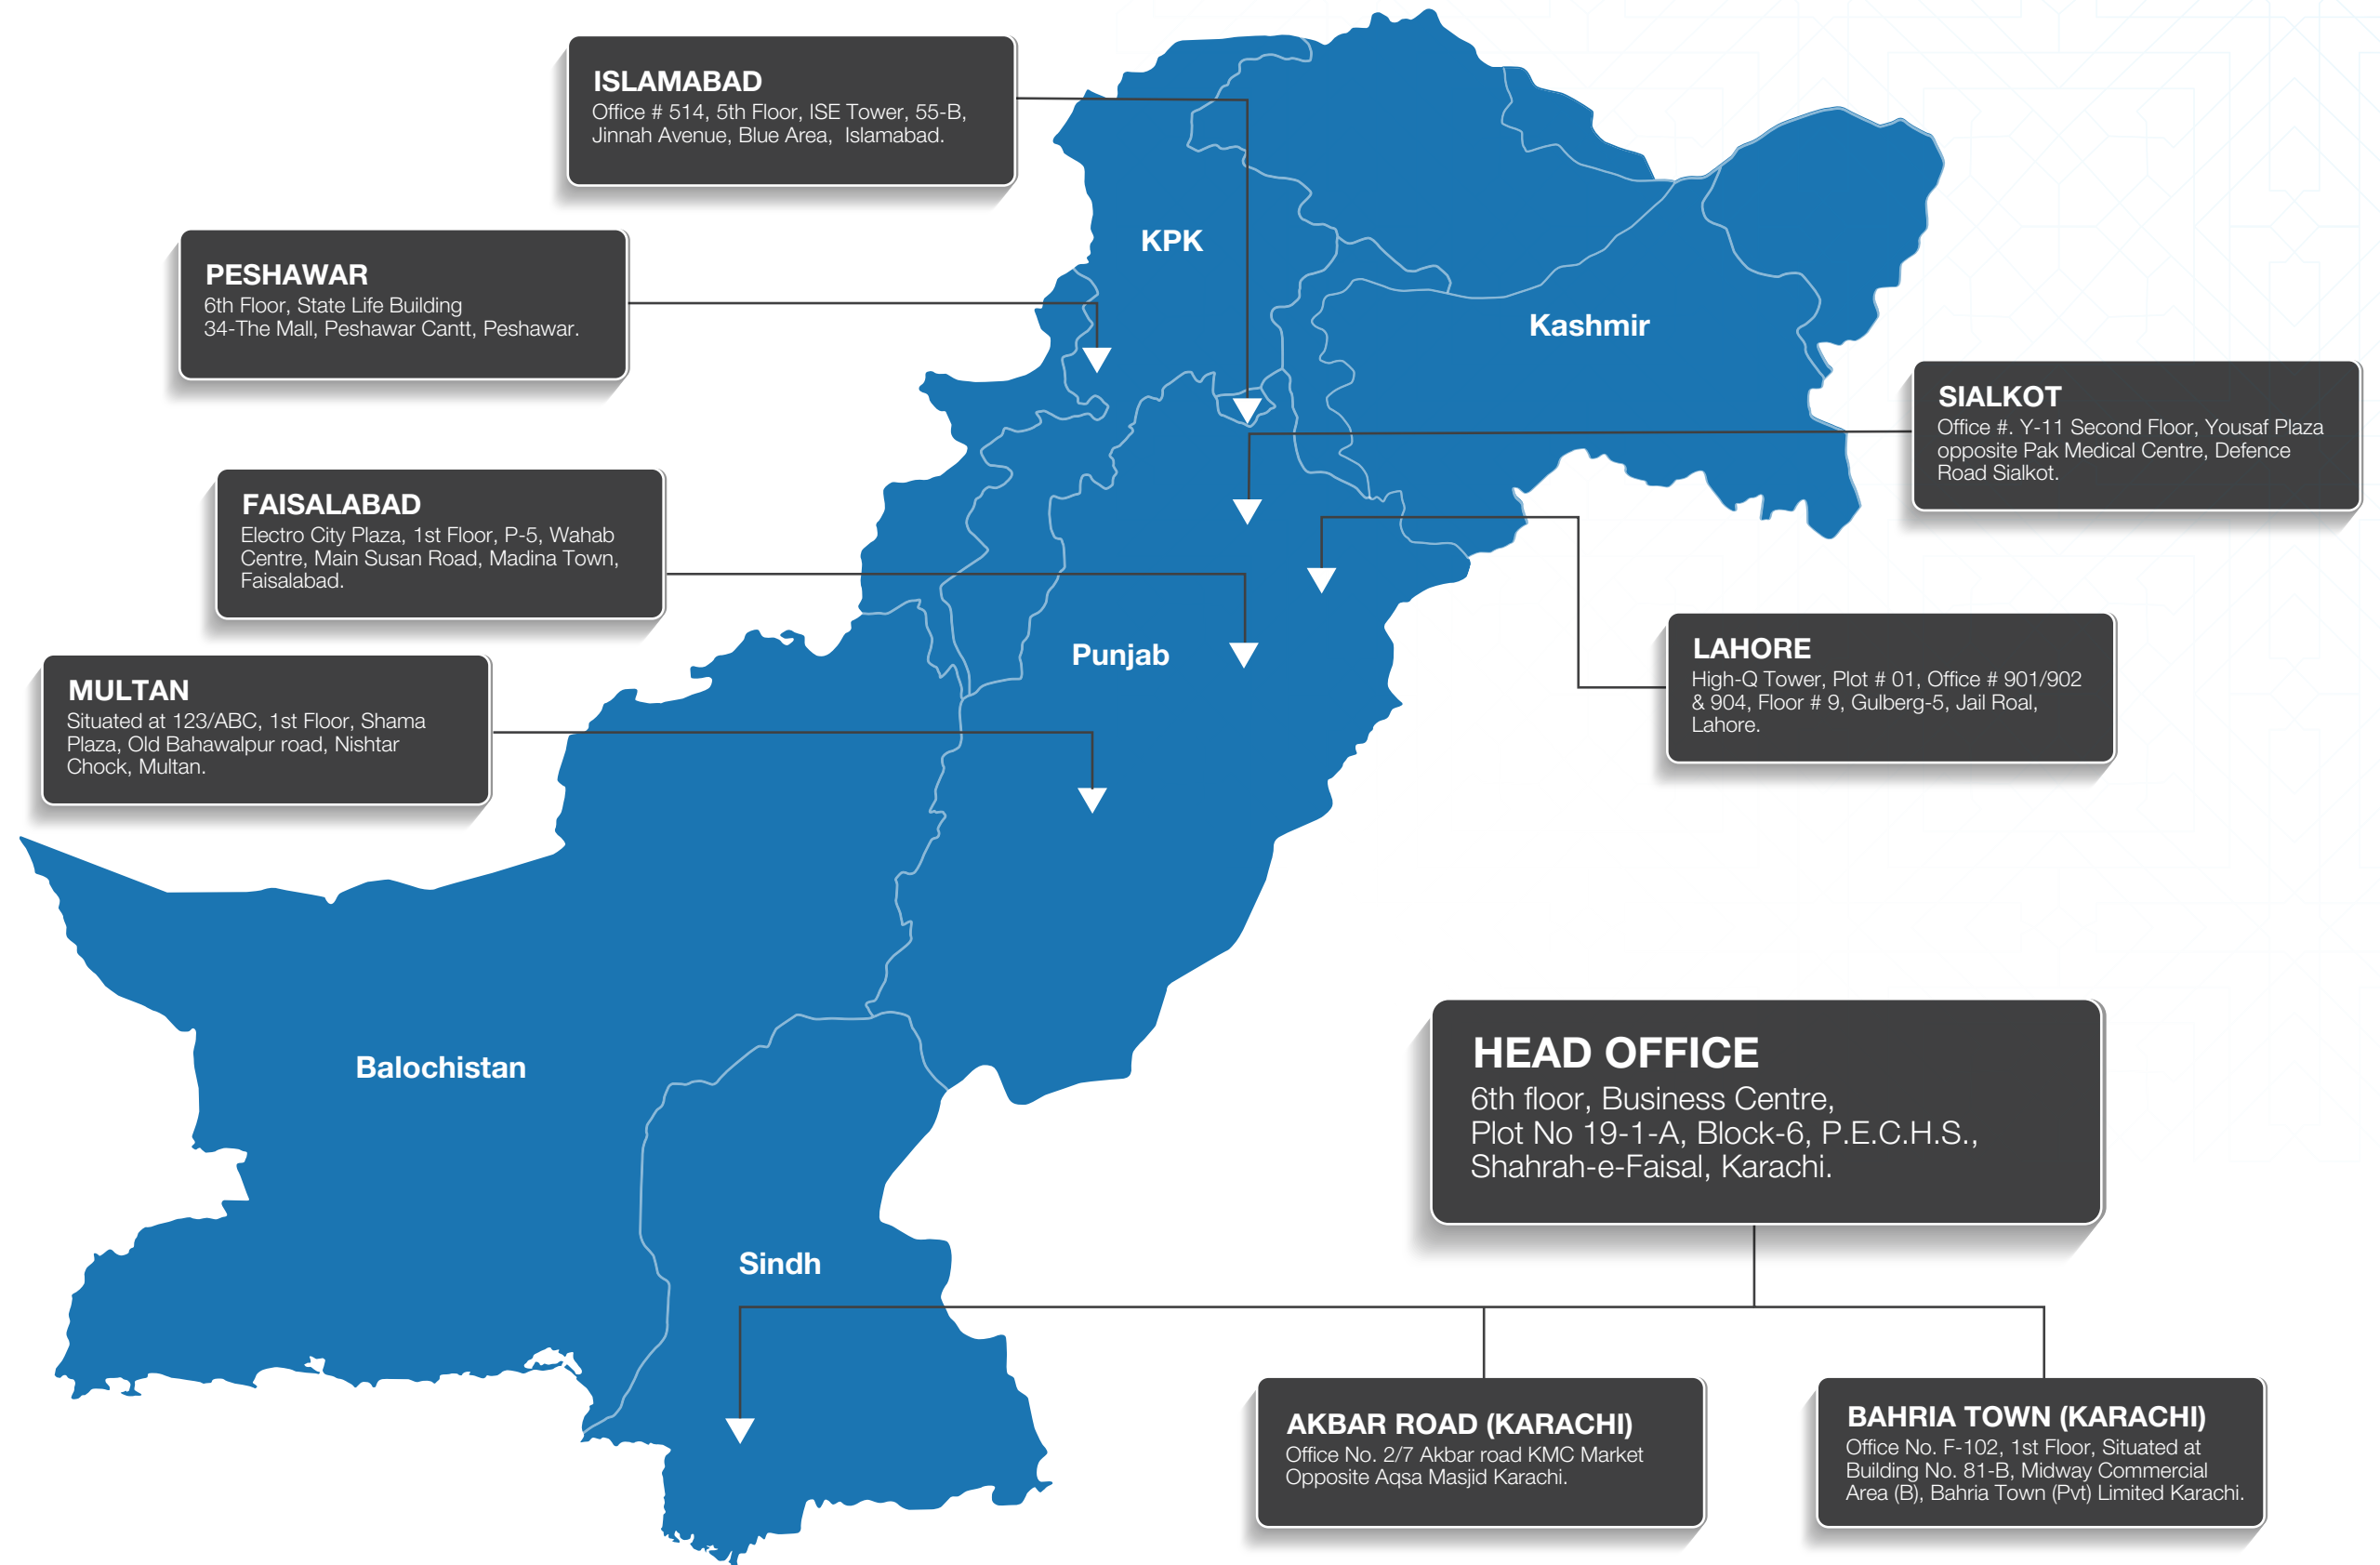 ISLAMABAD
Office # 514, 5th Floor, ISE Tower, 55-B,
Jinnah Avenue, Blue Area, Islamabad.
PESHAWAR
6th Floor, State Life Building
34-The Mall, Peshawar Cantt, Peshawar.
KPK
Kashmir
SIALKOT
Office #. Y-11 Second Floor, Yousaf Plaza
opposite Pak Medical Centre, Defence
Road Sialkot.
FAISALABAD
Electro City Plaza, 1st Floor, P-5, Wahab
Centre, Main Susan Road, Madina Town,
Faisalabad.
Punjab
LAHORE
High-Q Tower, Plot # 01, Office # 901/902
& 904, Floor # 9, Gulberg-5, Jail Roal,
Lahore.
MULTAN
Situated at 123/ABC, 1st Floor, Shama
Plaza, Old Bahawalpur road, Nishtar
Chock, Multan.
Balochistan
HEAD OFFICE
6th floor, Business Centre,
Plot No 19-1-A, Block-6, P.E.C.H.S.,
Shahrah-e-Faisal, Karachi.
Sindh
AKBAR ROAD (KARACHI)
Office No. 2/7 Akbar road KMC Market
Opposite Aqsa Masjid Karachi.
BAHRIA TOWN (KARACHI)
Office No. F-102, 1st Floor, Situated at
Building No. 81-B, Midway Commercial
Area (B), Bahria Town (Pvt) Limited Karachi.